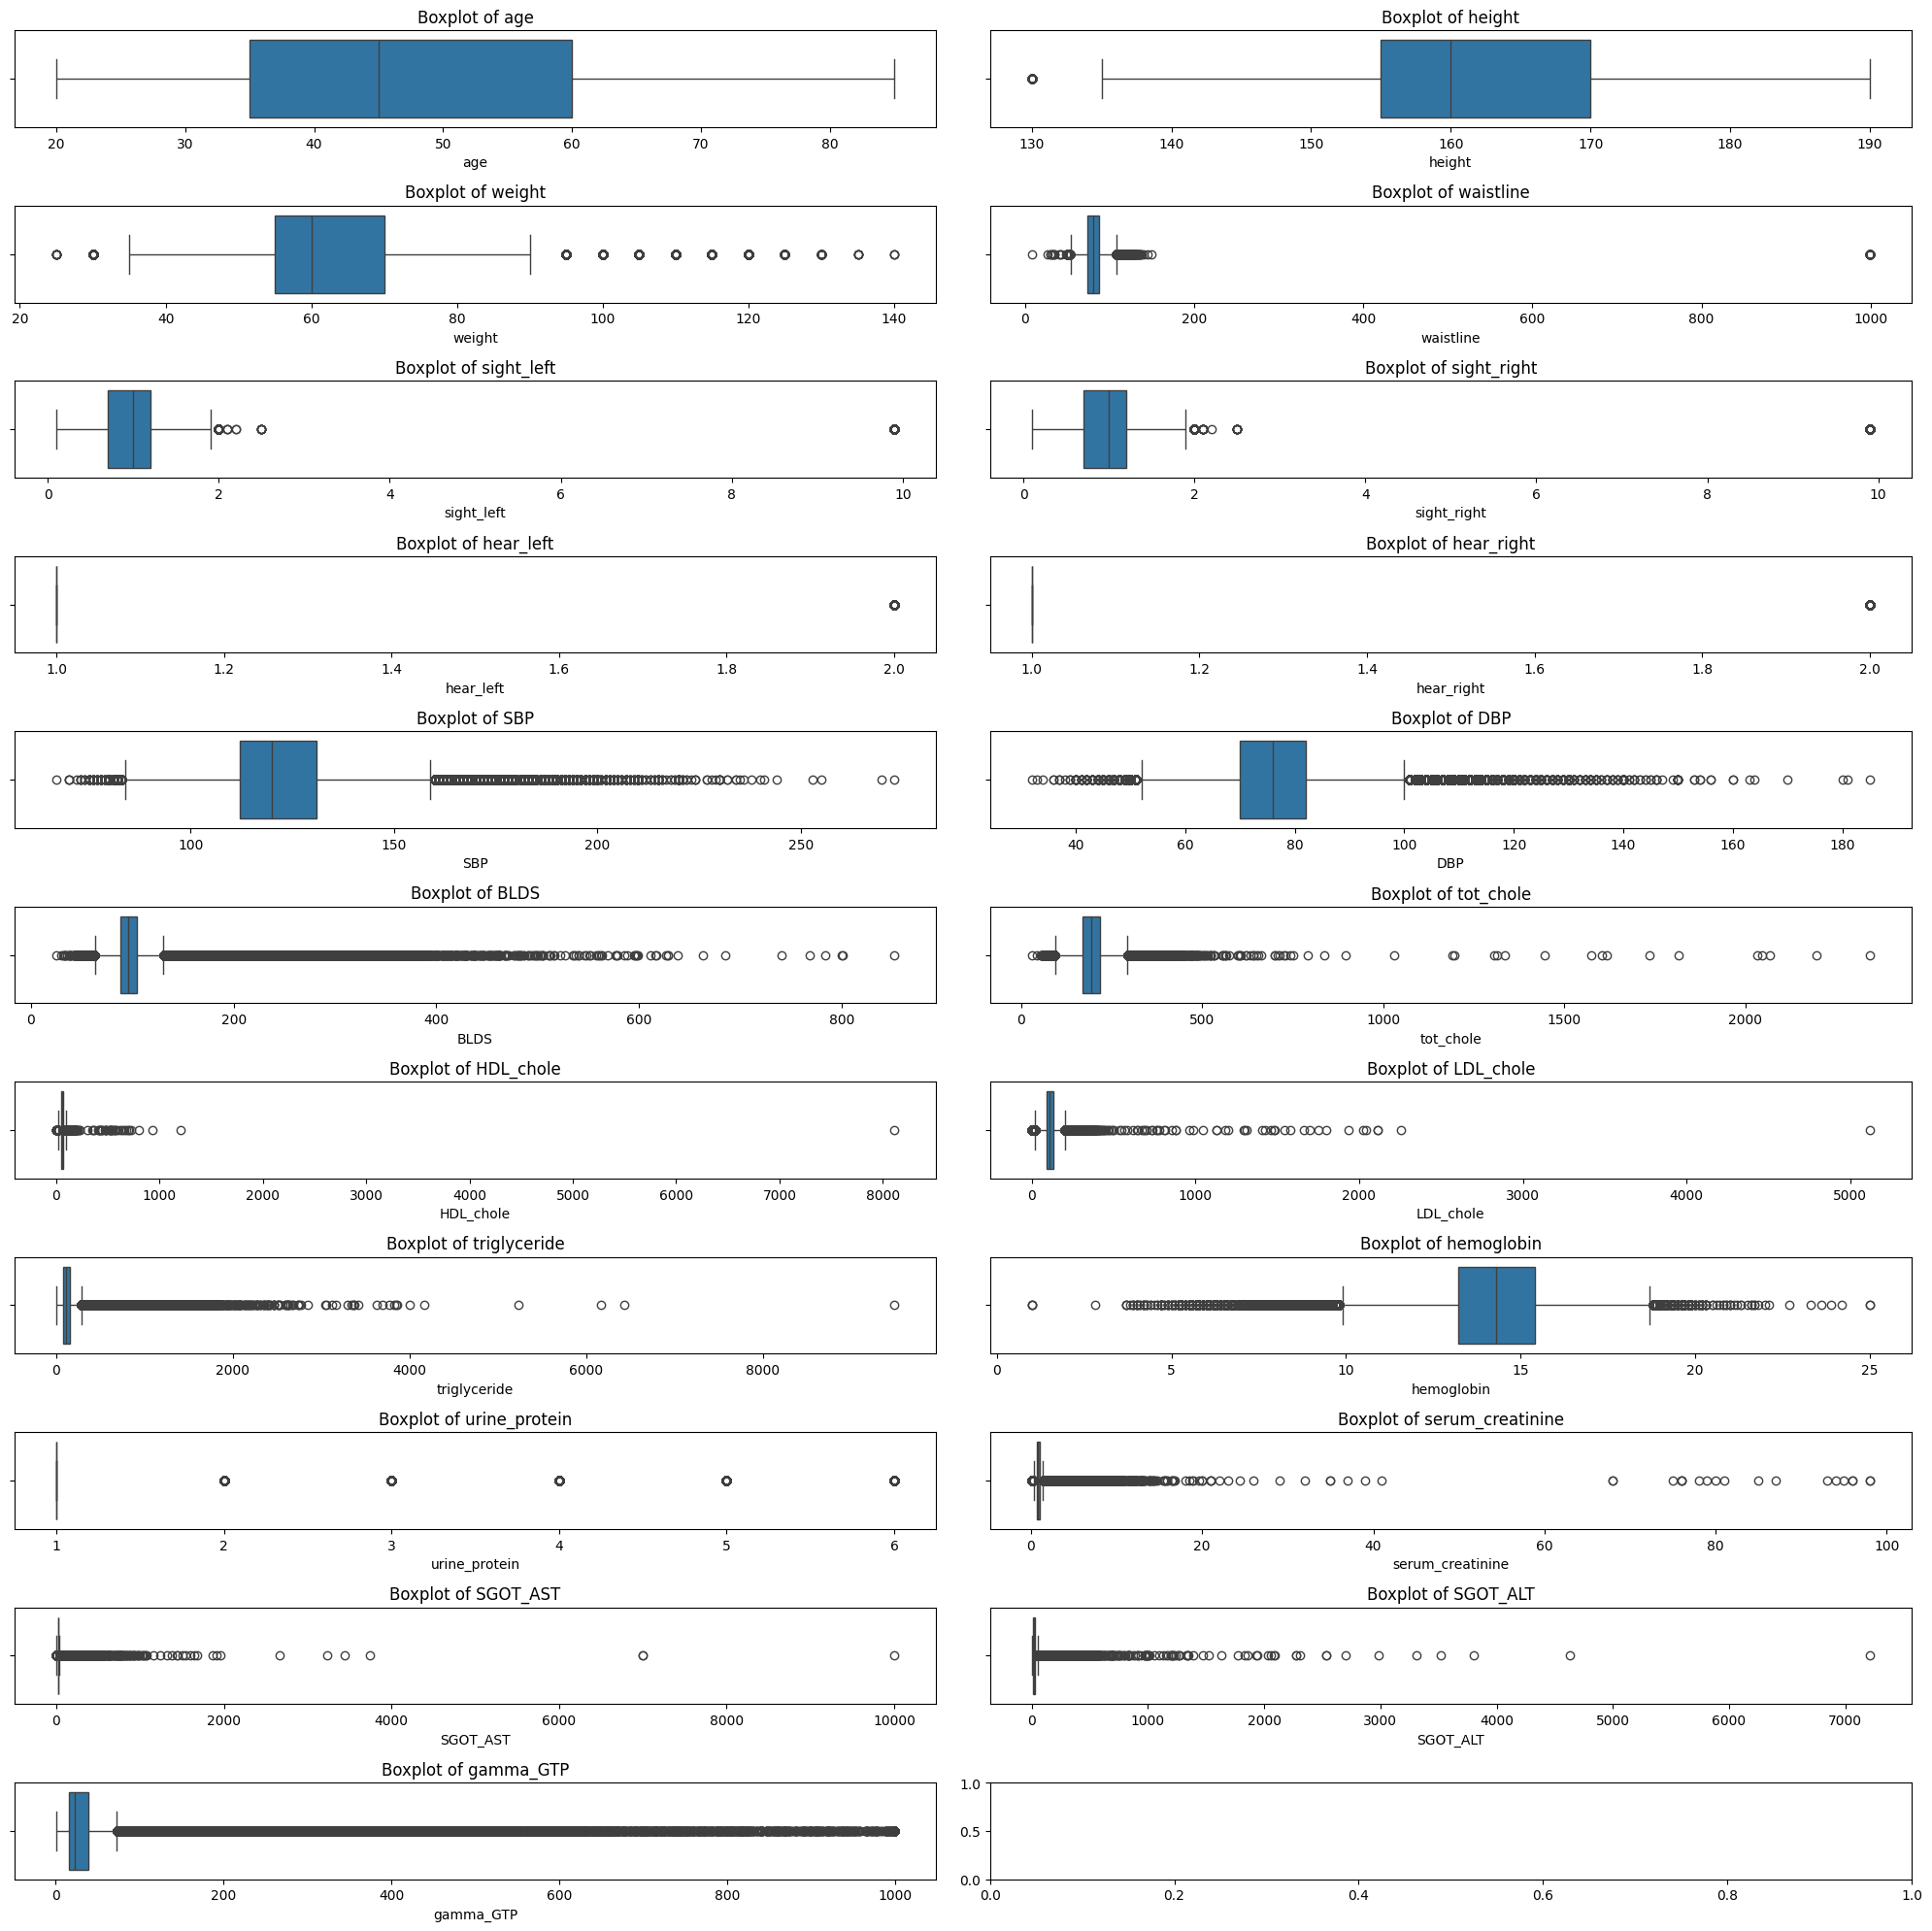 Boxplot of age
20 30 40 50 60 70 80
age
Boxplot of height
130 140 150 160 170 180 190
height
Boxplot of weight
20 40 60 80 100 120 140
weight
Boxplot of waistline
0 200 400 600 800 1000
waistline
Boxplot of sight_left
0 2 4 6 8 10
sight_left
Boxplot of sight_right
0 2 4 6 8 10
sight_right
Boxplot of hear_left
1.0 1.2 1.4 1.6 1.8 2.0
hear_left
Boxplot of hear_right
1.0 1.2 1.4 1.6 1.8 2.0
hear_right
Boxplot of SBP
100 150 200 250
SBP
Boxplot of DBP
40 60 80 100 120 140 160 180
DBP
Boxplot of BLDS
0 200 400 600 800
BLDS
Boxplot of tot_chole
0 500 1000 1500 2000
tot_chole
Boxplot of HDL_chole
0 1000 2000 3000 4000 5000 6000 7000 8000
HDL_chole
Boxplot of LDL_chole
0 1000 2000 3000 4000 5000
LDL_chole
Boxplot of triglyceride
0 2000 4000 6000 8000
triglyceride
Boxplot of hemoglobin
0 5 10 15 20 25
hemoglobin
Boxplot of urine_protein
1 2 3 4 5 6
urine_protein
Boxplot of serum_creatinine
0 20 40 60 80 100
serum_creatinine
Boxplot of SGOT_AST
0 2000 4000 6000 8000 10000
SGOT_AST
Boxplot of SGOT_ALT
0 1000 2000 3000 4000 5000 6000 7000
SGOT_ALT
Boxplot of gamma_GTP
0 200 400 600 800 1000
gamma_GTP
1.0
0.5
0.0
0.0 0.2 0.4 0.6 0.8 1.0